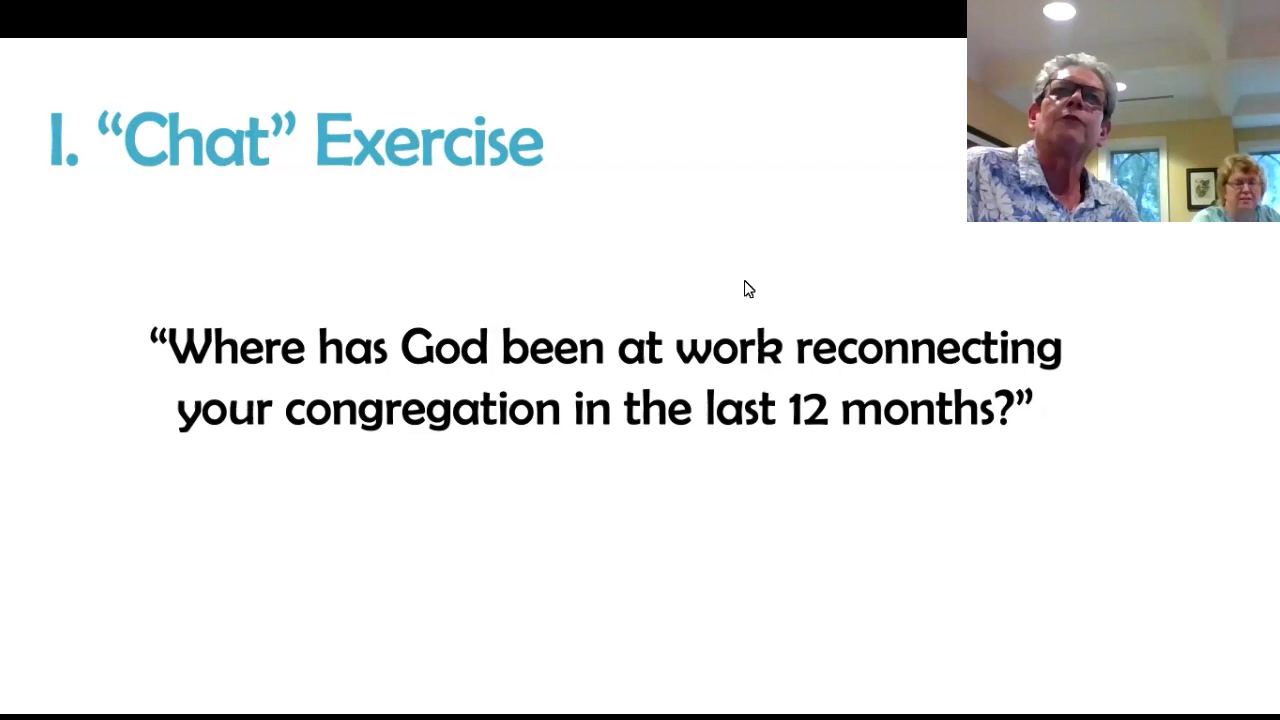 I. “Chat” Exercise
“Where has God been at work reconnecting
your congregation in the last 12 months?”